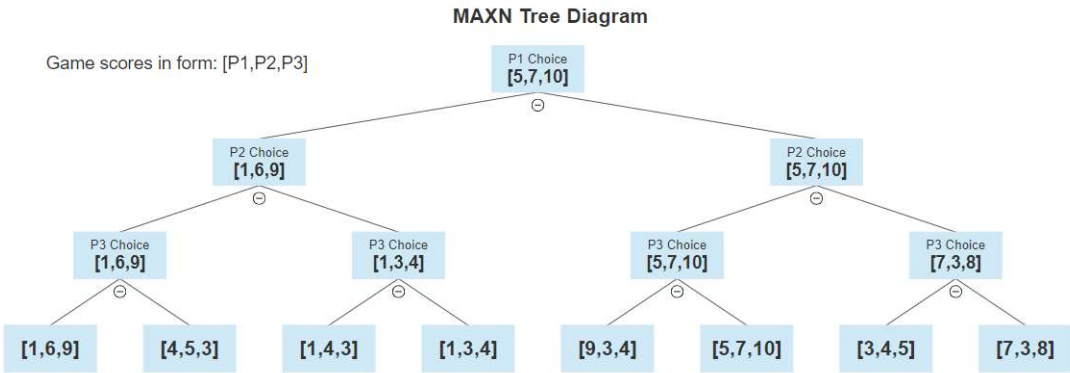 MAXN Tree Diagram
Game scores in form: [P1,P2,P3]
P1 Choice
[5,7,10]
P2 Choice
[1,6,9]
P2 Choice
[5,7,10]
P3 Choice
[1,6,9]
P3 Choice
[1,3,4]
P3 Choice
[5,7,10]
P3 Choice
[7,3,8]
[1,6,9]
[4,5,3]
[1,4,3]
[1,3,4]
[9,3,4]
[5,7,10]
[3,4,5]
[7,3,8]